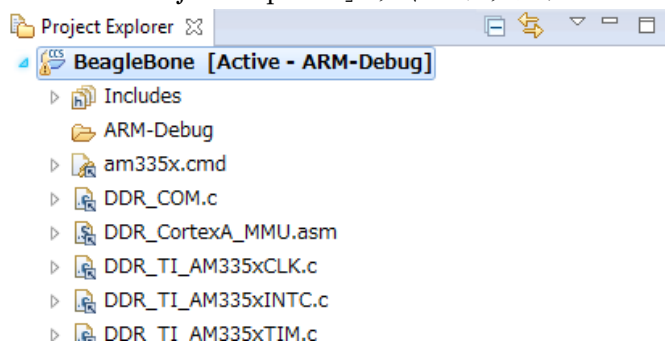 Project Explorer
BeagleBone [Active - ARM-Debug]
Includes
ARM-Debug
am335x.cmd
DDR_COM.c
DDR_CortexA_MMU.asm
DDR_TI_AM335xCLK.c
DDR_TI_AM335xINTC.c
DDR_TI_AM335xTIM.c